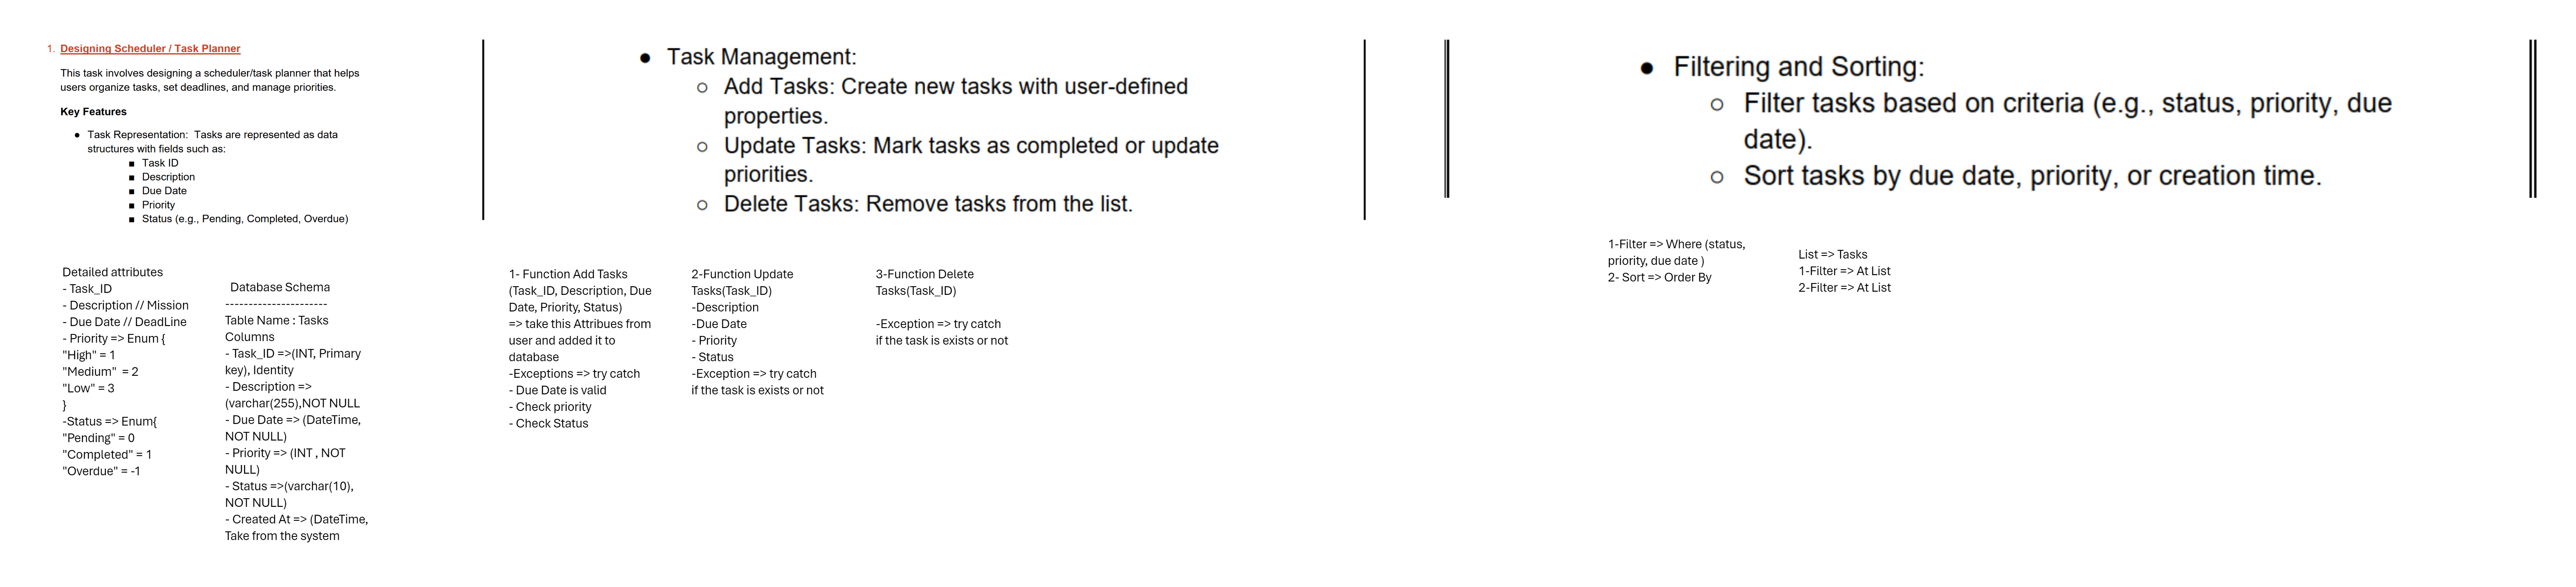 1. Designing Scheduler / Task Planner
This task involves designing a scheduler/task planner that helps
users organize tasks, set deadlines, and manage priorities.
Key Features
● Task Representation: Tasks are represented as data
structures with fields such as:
■ Task ID
■ Description
■ Due Date
■ Priority
■ Status (e.g., Pending, Completed, Overdue)
Detailed attributes
- Task_ID
- Description // Mission
- Due Date // DeadLine
- Priority => Enum {
"High" = 1
"Medium" = 2
"Low" = 3
}
-Status => Enum{
"Pending" = 0
"Completed" = 1
"Overdue" = -1
Database Schema
----------------------
Table Name : Tasks
Columns
- Task_ID =>(INT, Primary
key), Identity
- Description =>
(varchar(255),NOT NULL
- Due Date => (DateTime,
NOT NULL)
- Priority => (INT , NOT
NULL)
- Status =>(varchar(10),
NOT NULL)
- Created At => (DateTime,
Take from the system
● Task Management:
○ Add Tasks: Create new tasks with user-defined
properties.
○ Update Tasks: Mark tasks as completed or update
priorities.
○ Delete Tasks: Remove tasks from the list.
1- Function Add Tasks
(Task_ID, Description, Due
Date, Priority, Status)
=> take this Attribues from
user and added it to
database
-Exceptions => try catch
- Due Date is valid
- Check priority
- Check Status
2-Function Update
Tasks(Task_ID)
-Description
-Due Date
- Priority
- Status
-Exception => try catch
if the task is exists or not
3-Function Delete
Tasks(Task_ID)
-Exception => try catch
if the task is exists or not
● Filtering and Sorting:
○ Filter tasks based on criteria (e.g., status, priority, due
date).
○ Sort tasks by due date, priority, or creation time.
1-Filter => Where (status,
priority, due date )
2- Sort => Order By
List => Tasks
1-Filter => At List
2-Filter => At List